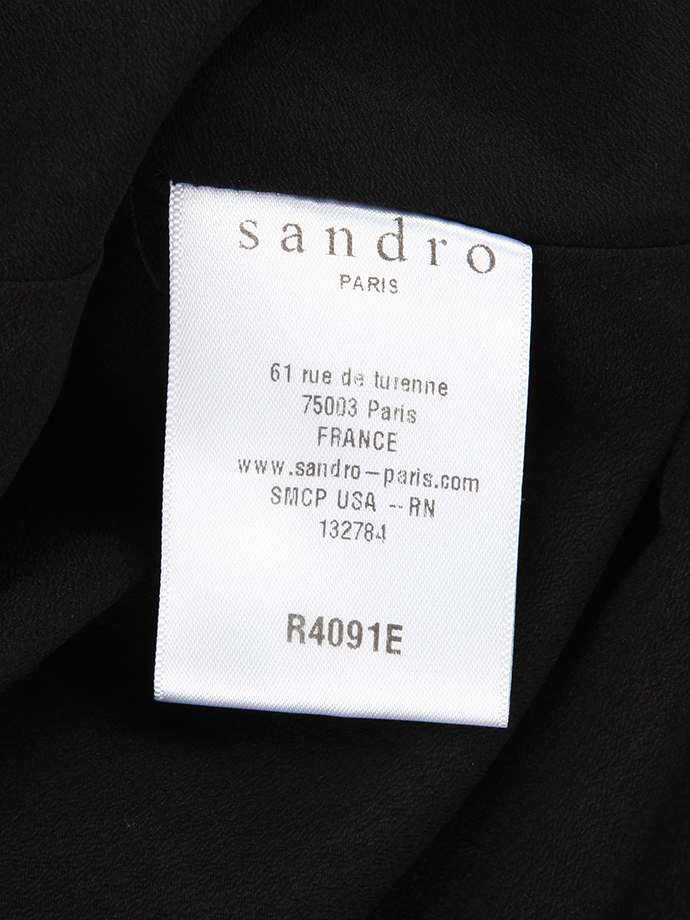 sandro
PARIS
61 rue de turenne
75003 Paris
FRANCE
www.sandro-paris.com
SMCP USA -- RN
132784
R4091E